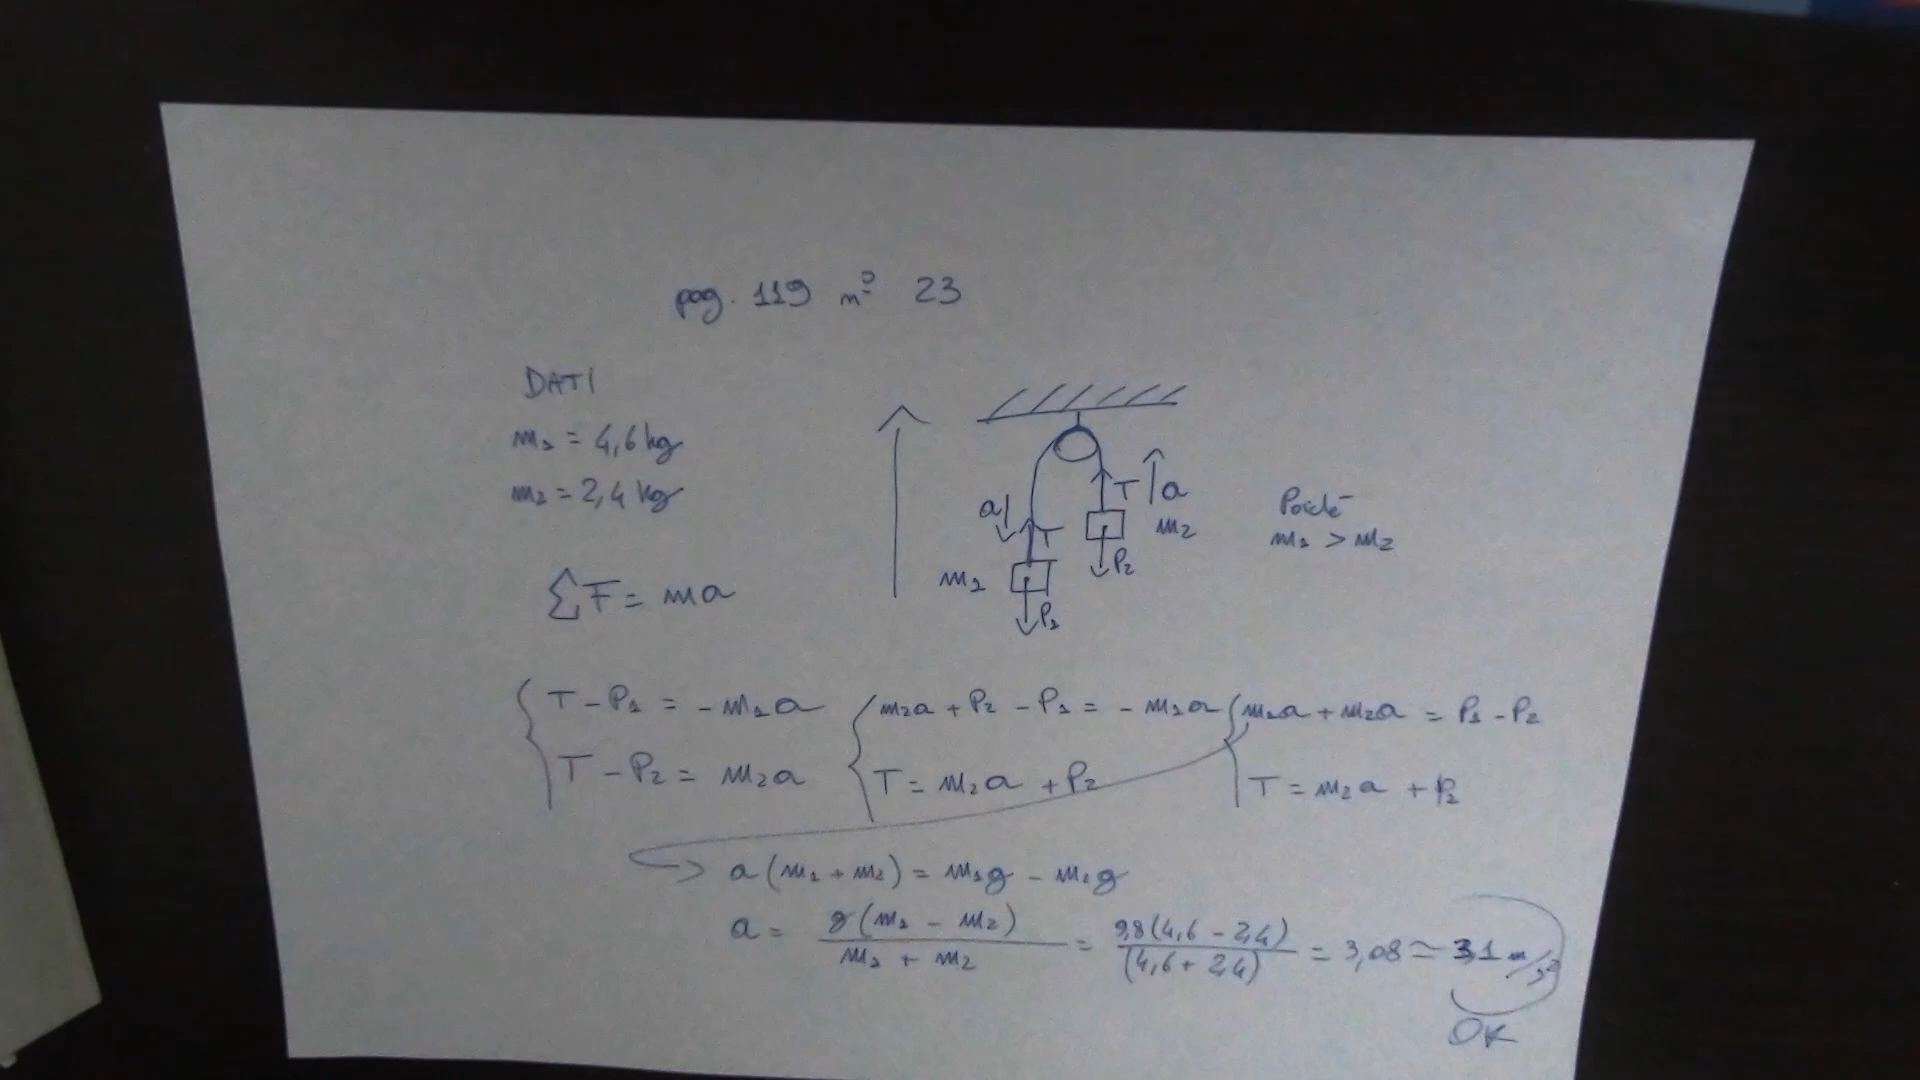 pag. 119 n° 23
DATI
m₁ = 4,6 kg
m₂ = 2,4 kg
ΣF = ma
a
T
m₁
P₁
T
a
m₂
P₂
Poiché
m₁ > m₂
T - P₁ = - m₁a
T - P₂ = m₂a
m₂a + P₂ - P₁ = - m₁a
T = m₂a + P₂
m₁a + m₂a = P₁ - P₂
T = m₂a + P₂
a (m₁ + m₂) = m₁g - m₂g
a = g (m₁ - m₂) / m₁ + m₂ = 9,8 (4,6 - 2,4) / (4,6 + 2,4) = 3,08 ≃ 3,1 m/s²
OK